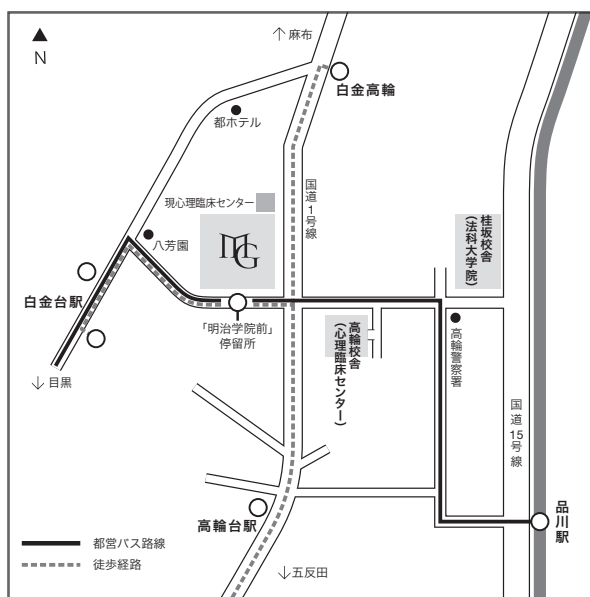 N
↑麻布
白金高輪
都ホテル
国道1号線
現心理臨床センター
MG
桂坂校舎
(法科大学院)
八芳園
白金台駅
「明治学院前」
停留所
高輪校舎
(心理臨床センター)
高輪警察署
↓目黒
国道15号線
高輪台駅
品川駅
都営バス路線
徒歩経路
↓五反田